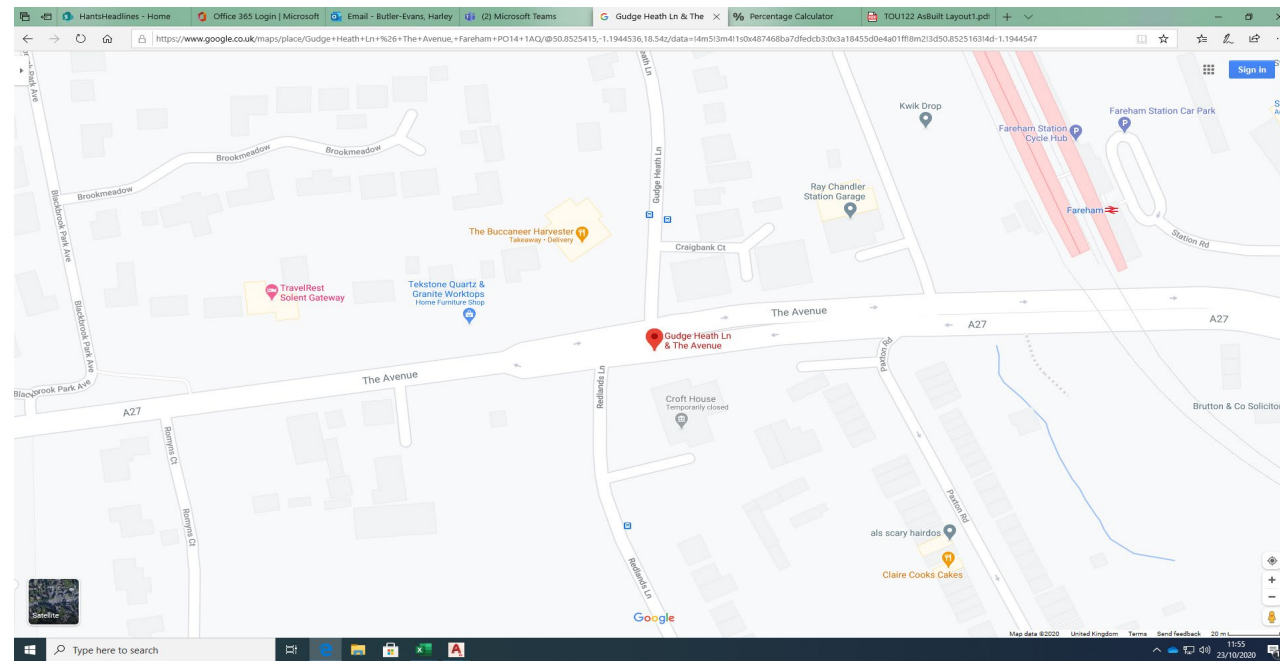 HantsHeadlines - Home
Office 365 Login | Microsoft
Email - Butler-Evans, Harley
(2) Microsoft Teams
Gudge Heath Ln & The
Percentage Calculator
TOU122 AsBuilt Layout1.pdf
https://www.google.co.uk/maps/place/Gudge+Heath+Ln+%26+The+Avenue,+Fareham+PO14+1AQ/@50.8525415,-1.1944536,18.54z/data=!4m5!3m4!1s0x487468ba7dfedcb3:0x3a18455d0e4a01ff!8m2!3d50.8525163!4d-1.1944547
Sign in
Kwik Drop
Fareham Station
Cycle Hub
Fareham Station Car Park
Brookmeadow
Brookmeadow
Brookmeadow
Blackbrook Park Ave
Gudge Heath Ln
Ray Chandler
Station Garage
Fareham
Station Rd
The Buccaneer Harvester
Takeaway • Delivery
Craigbank Ct
TravelRest
Solent Gateway
Tekstone Quartz &
Granite Worktops
Home Furniture Shop
Blackbrook Park Ave
The Avenue
A27
A27
Gudge Heath Ln
& The Avenue
Paxton Rd
The Avenue
Redlands Ln
Croft House
Temporarily closed
Blackbrook Park Ave
A27
Brutton & Co Solicitor
Romyns Ct
Romyns Ct
Paxton Rd
als scary hairdos
Redlands Ln
Claire Cooks Cakes
Satellite
Google
Map data ©2020 United Kingdom Terms Send feedback 20 m
Type here to search
11:55
23/10/2020